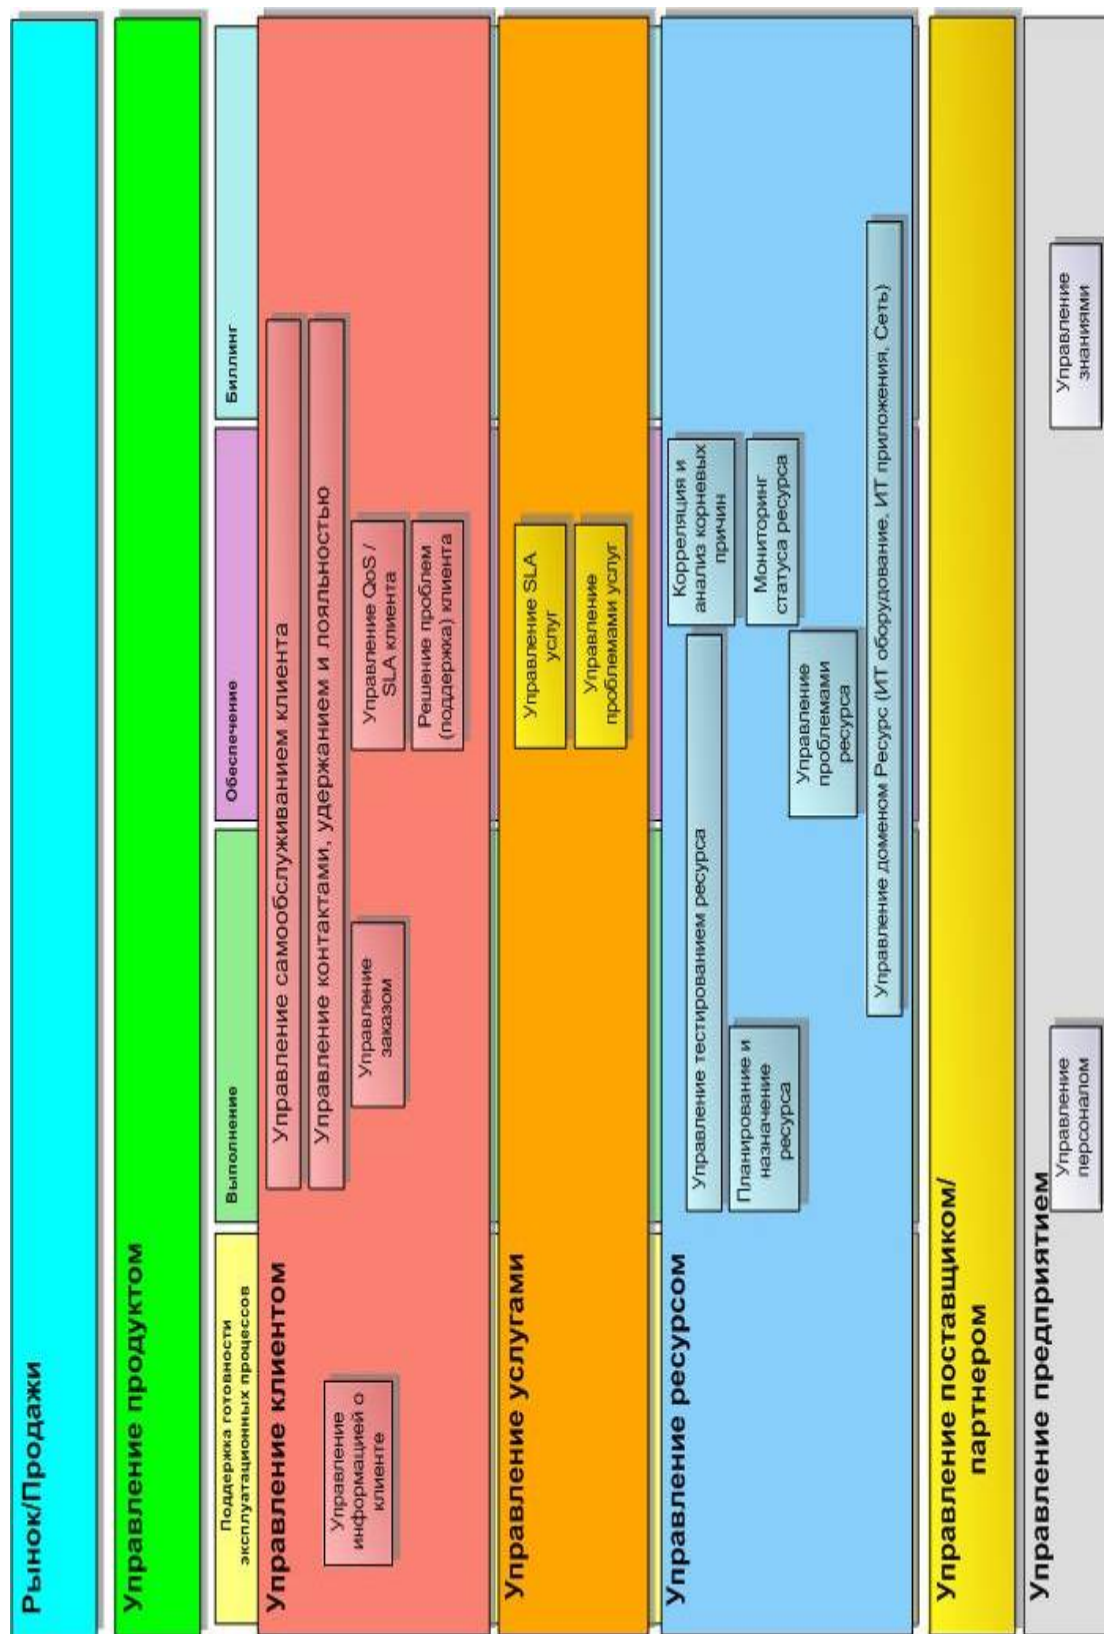 Рынок/Продажи
Управление продуктом
Поддержка готовности
эксплуатационных процессов
Выполнение
Обеспечение
Биллинг
Управление клиентом
Управление самообслуживанием клиента
Управление контактами, удержанием и лояльностью
Управление
информацией о
клиенте
Управление
заказом
Управление QoS /
SLA клиента
Решение проблем
(поддержка) клиента
Управление услугами
Управление SLA
услуг
Управление
проблемами услуг
Управление ресурсом
Корреляция и
анализ корневых
причин
Управление тестированием ресурса
Планирование и
назначение
ресурса
Мониторинг
статуса ресурса
Управление
проблемами
ресурса
Управление доменом Ресурс (ИТ оборудование, ИТ приложения, Сеть)
Управление поставщиком/
партнером
Управление предприятием
Управление
персоналом
Управление
знаниями